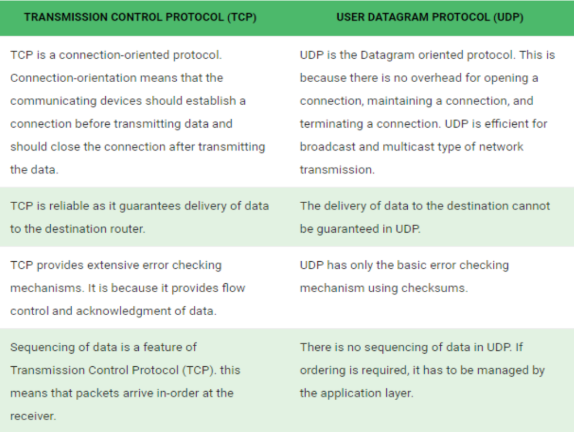 TRANSMISSION CONTROL PROTOCOL (TCP)
USER DATAGRAM PROTOCOL (UDP)
TCP is a connection-oriented protocol.
Connection-orientation means that the
communicating devices should establish a
connection before transmitting data and
should close the connection after transmitting
the data.
UDP is the Datagram oriented protocol. This is
because there is no overhead for opening a
connection, maintaining a connection, and
terminating a connection. UDP is efficient for
broadcast and multicast type of network
transmission.
TCP is reliable as it guarantees delivery of data
to the destination router.
The delivery of data to the destination cannot
be guaranteed in UDP.
TCP provides extensive error checking
mechanisms. It is because it provides flow
control and acknowledgment of data.
UDP has only the basic error checking
mechanism using checksums.
Sequencing of data is a feature of
Transmission Control Protocol (TCP). this
means that packets arrive in-order at the
receiver.
There is no sequencing of data in UDP. If
ordering is required, it has to be managed by
the application layer.